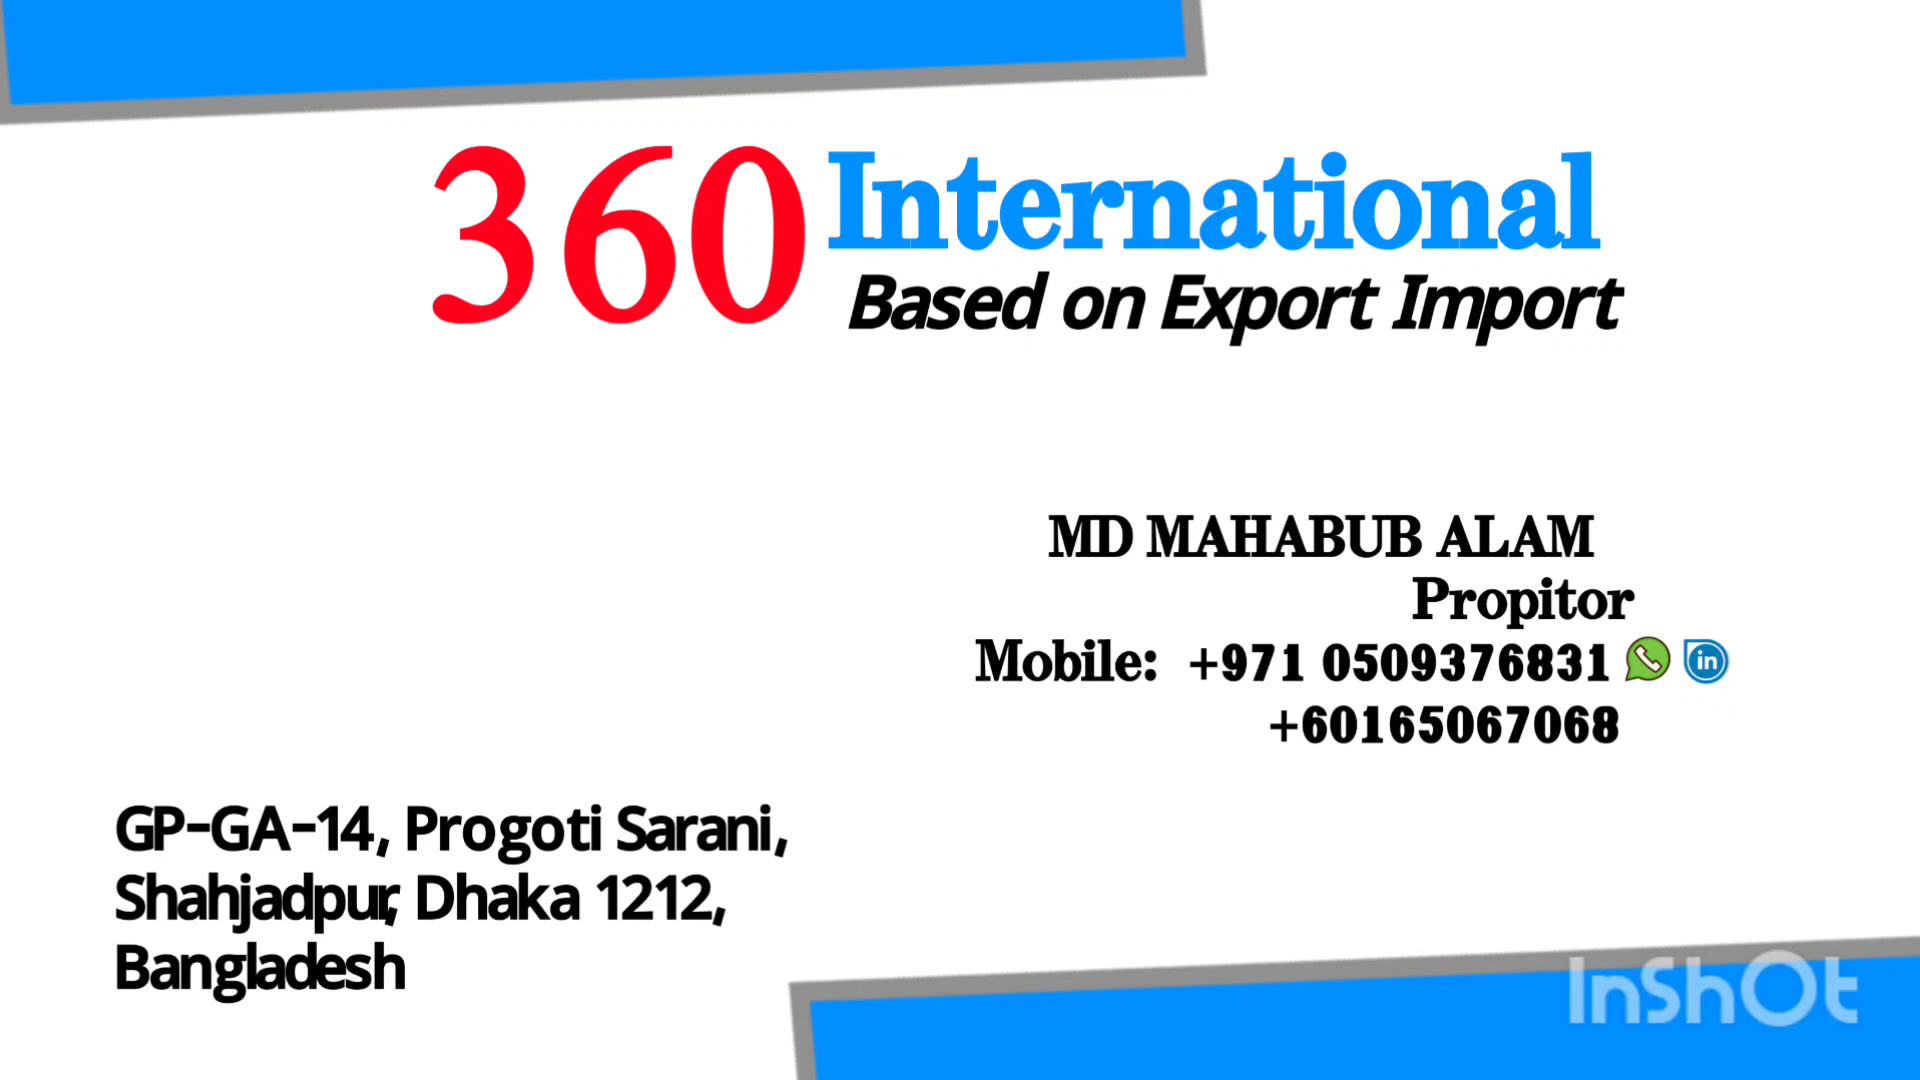 360 International
Based on Export Import
MD MAHABUB ALAM
Propitor
Mobile: +971 0509376831 in
+60165067068
GP-GA-14, Progoti Sarani,
Shahjadpur, Dhaka 1212,
Bangladesh
InShOt